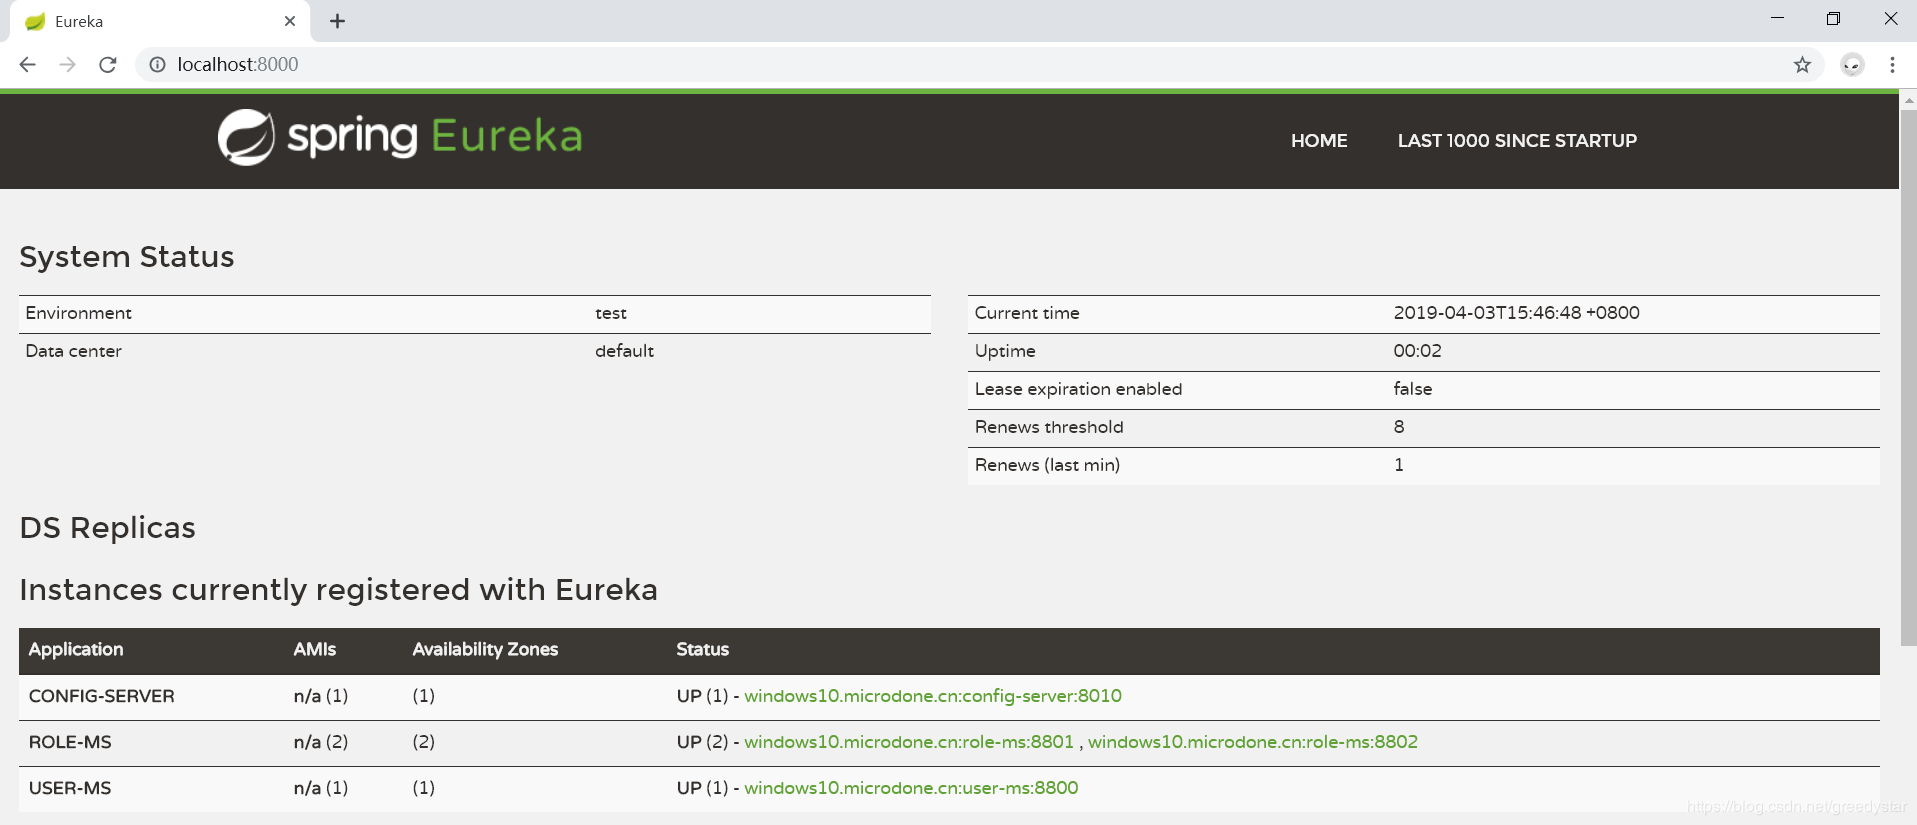 Eureka
localhost:8000
spring Eureka
HOME LAST 1000 SINCE STARTUP
System Status
Environment test
Data center default
Current time 2019-04-03T15:46:48 +0800
Uptime 00:02
Lease expiration enabled false
Renews threshold 8
Renews (last min) 1
DS Replicas
Instances currently registered with Eureka
Application AMIs Availability Zones Status
CONFIG-SERVER n/a (1) (1) UP (1) - windows10.microdone.cn:config-server:8010
ROLE-MS n/a (2) (2) UP (2) - windows10.microdone.cn:role-ms:8801 , windows10.microdone.cn:role-ms:8802
USER-MS n/a (1) (1) UP (1) - windows10.microdone.cn:user-ms:8800
https://blog.csdn.net/greedystar